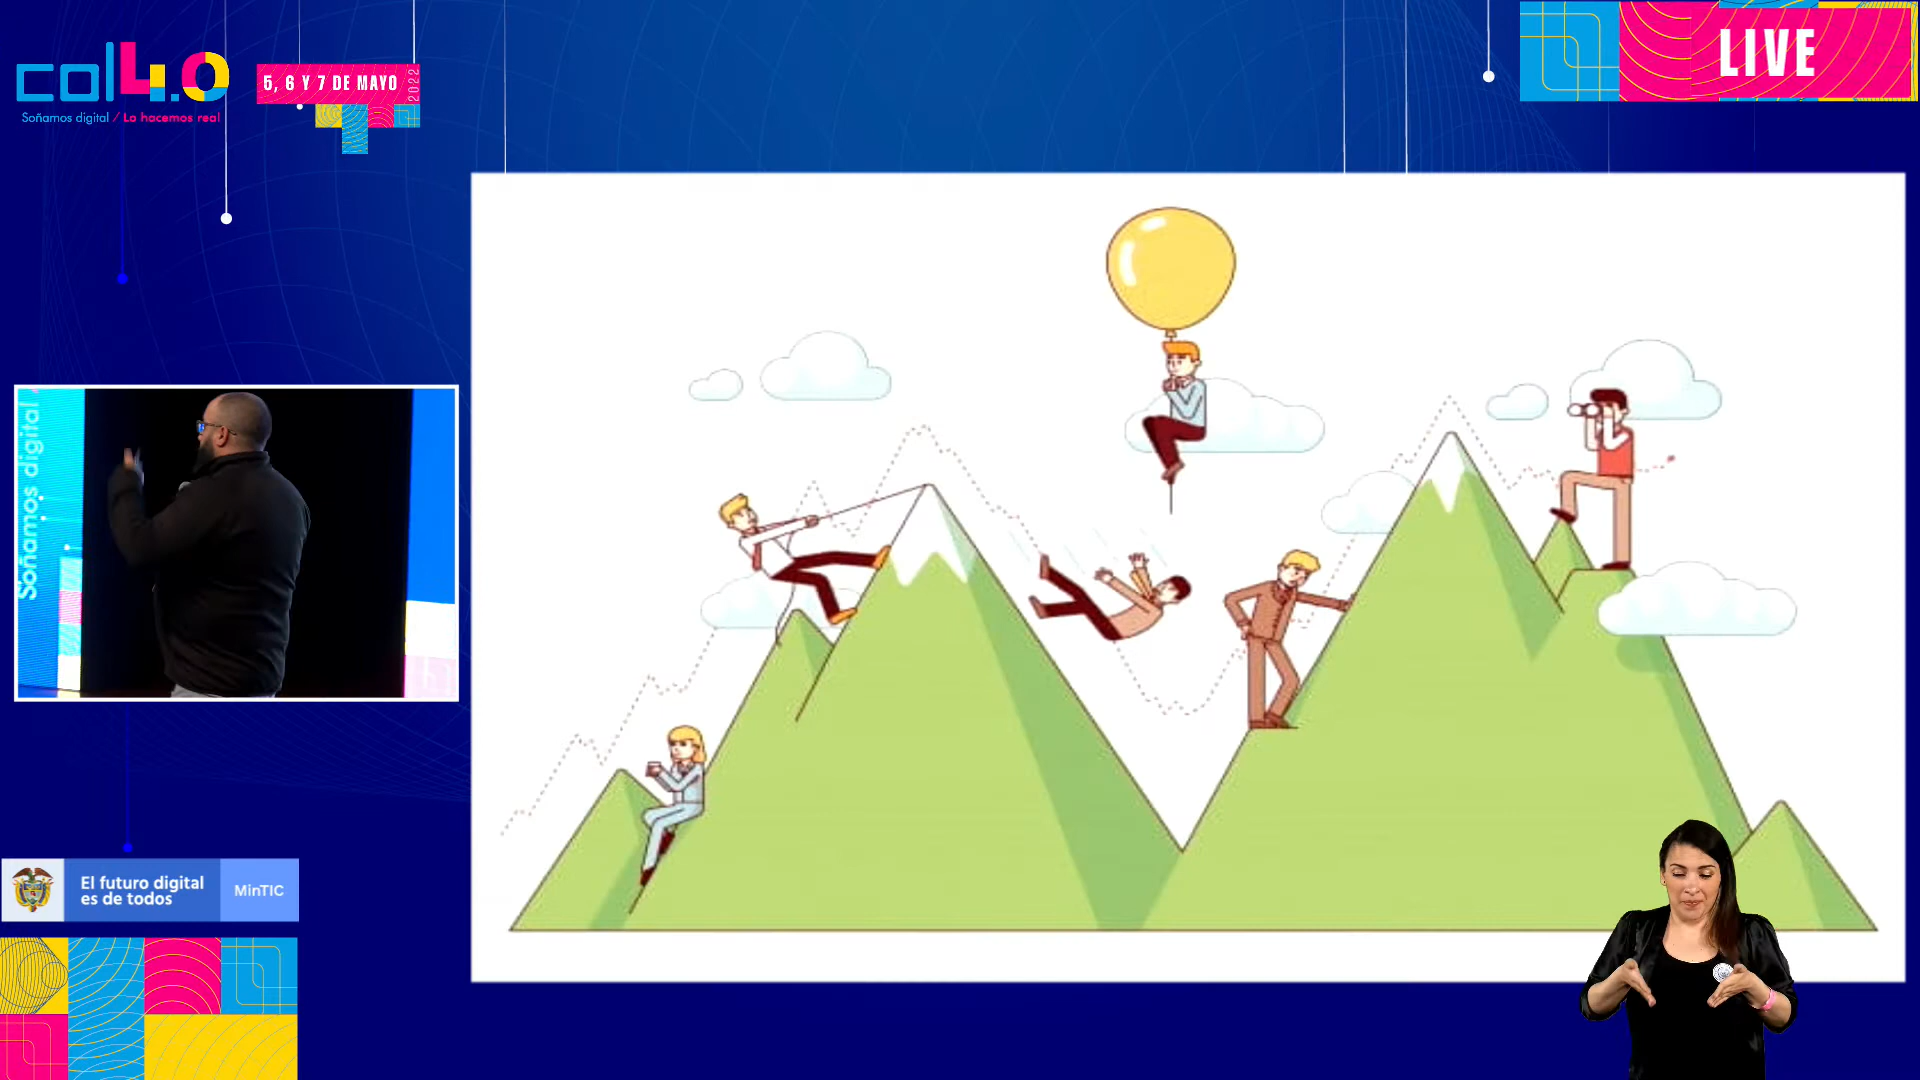 col4.0
Soñamos digital / Lo hacemos real
5, 6 Y 7 DE MAYO
2022
LIVE
Soñamos digital
El futuro digital
es de todos
MinTIC